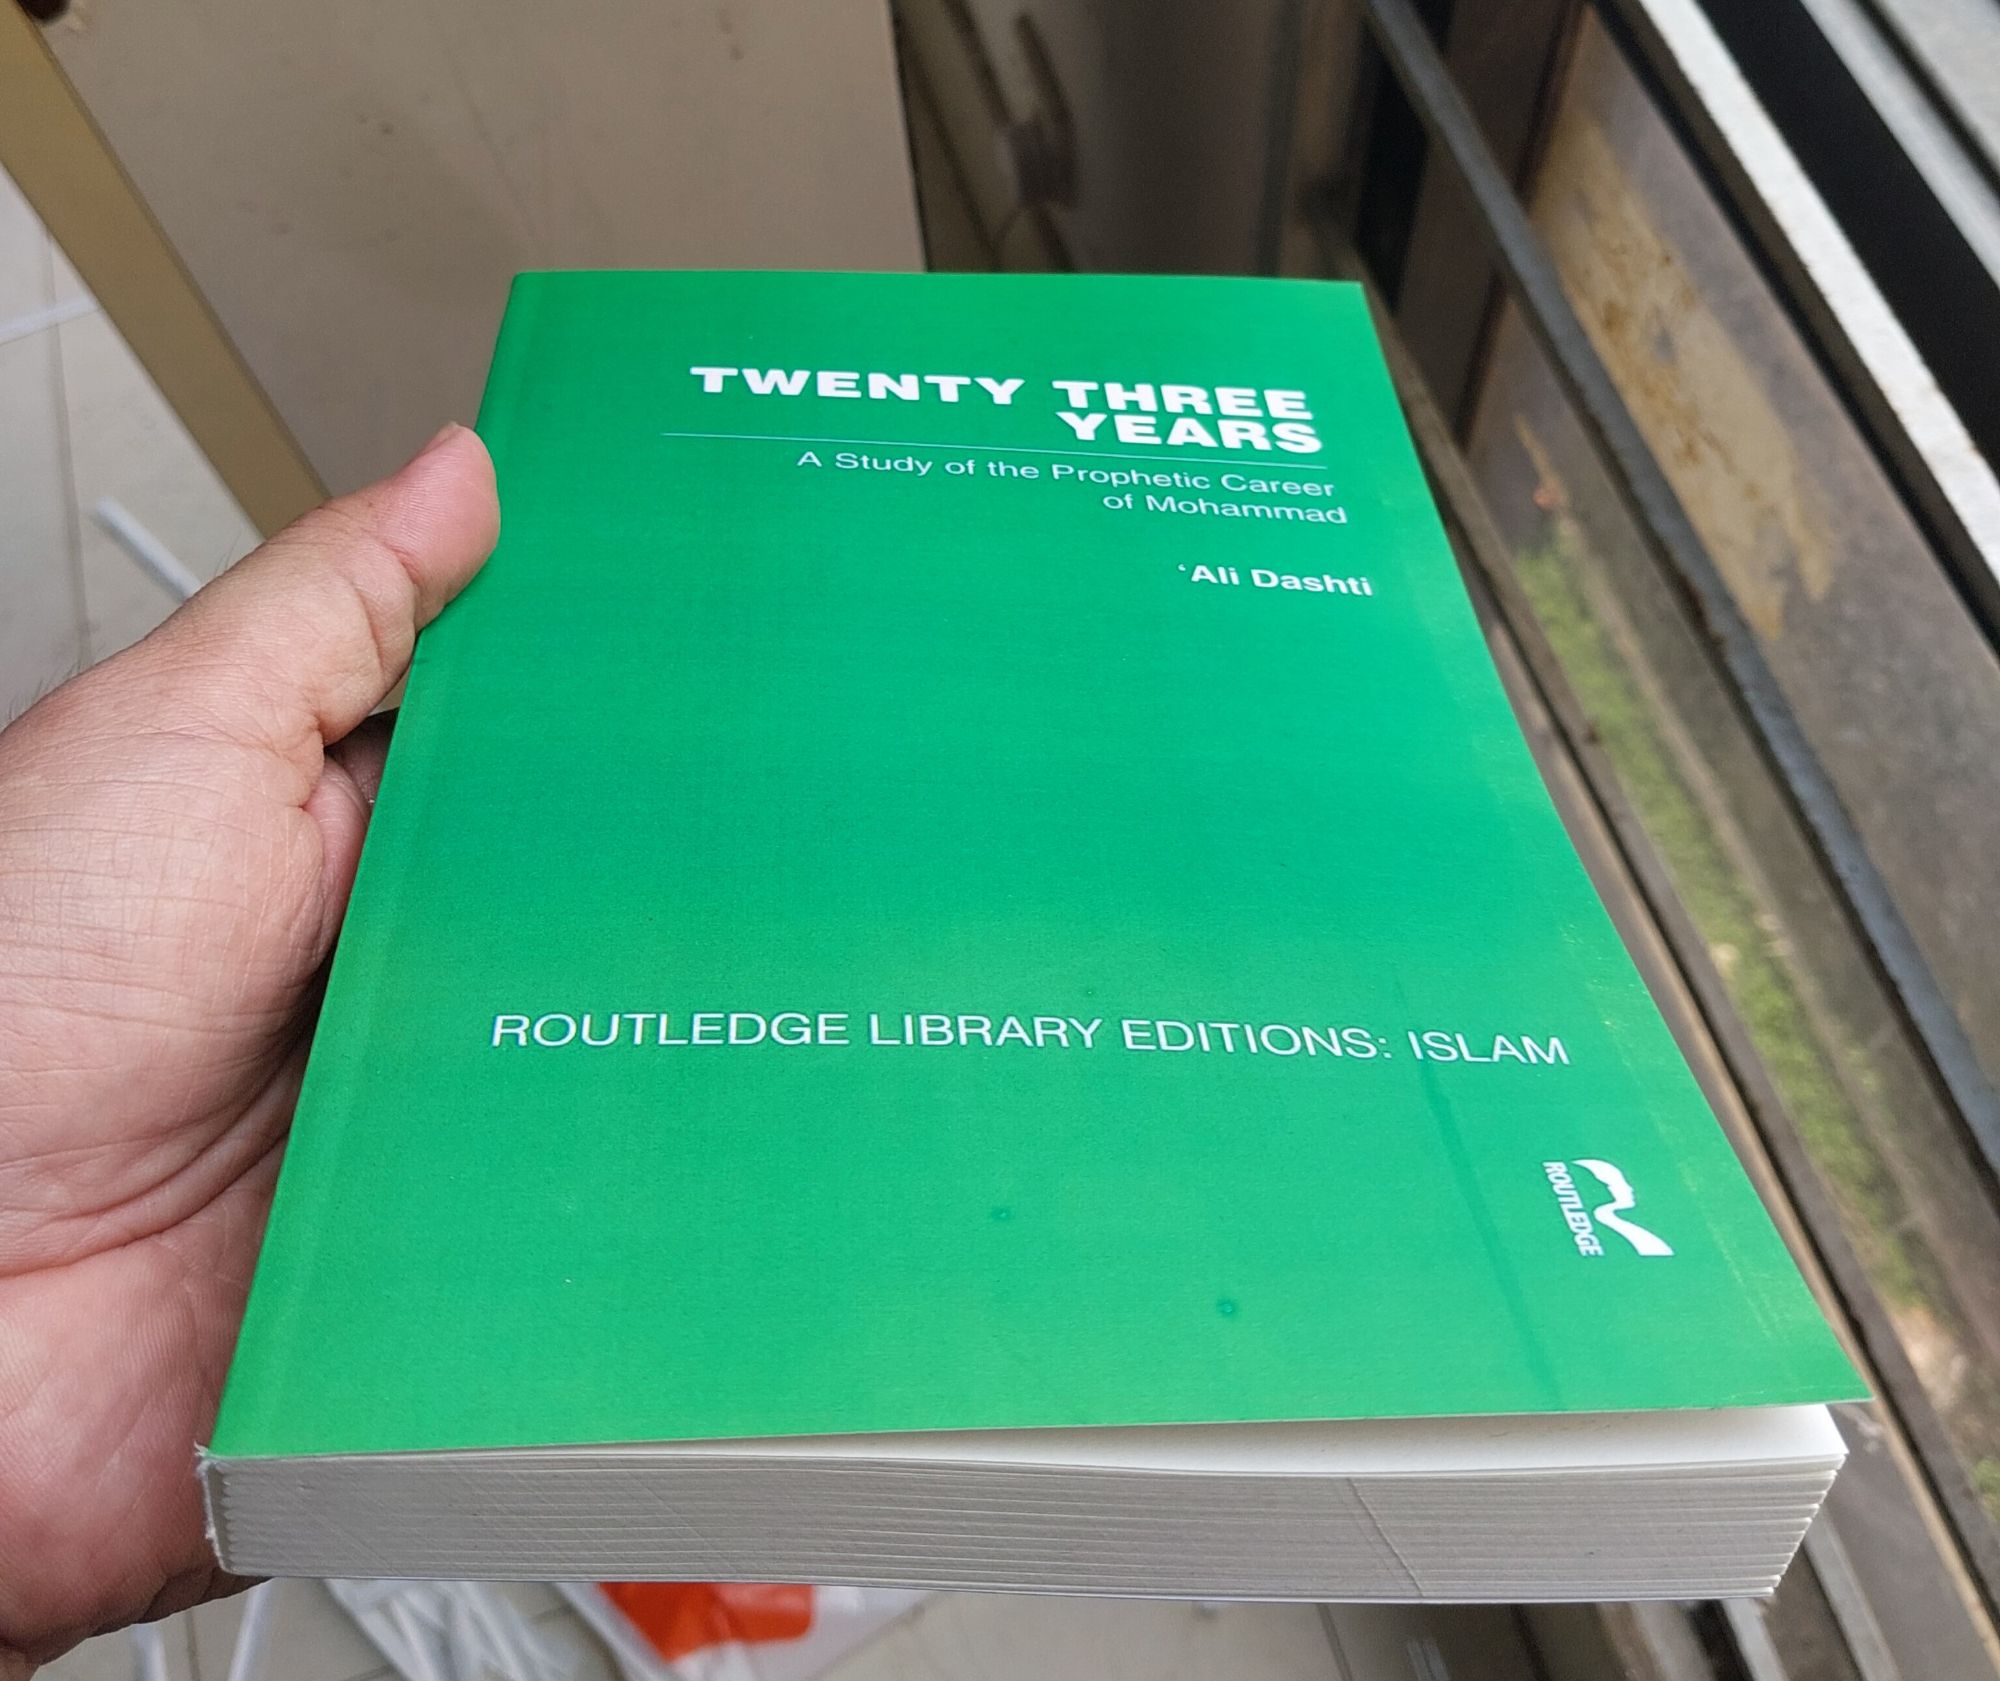 TWENTY THREE
YEARS
A Study of the Prophetic Career
of Mohammad
‘Ali Dashti
ROUTLEDGE LIBRARY EDITIONS: ISLAM
ROUTLEDGE